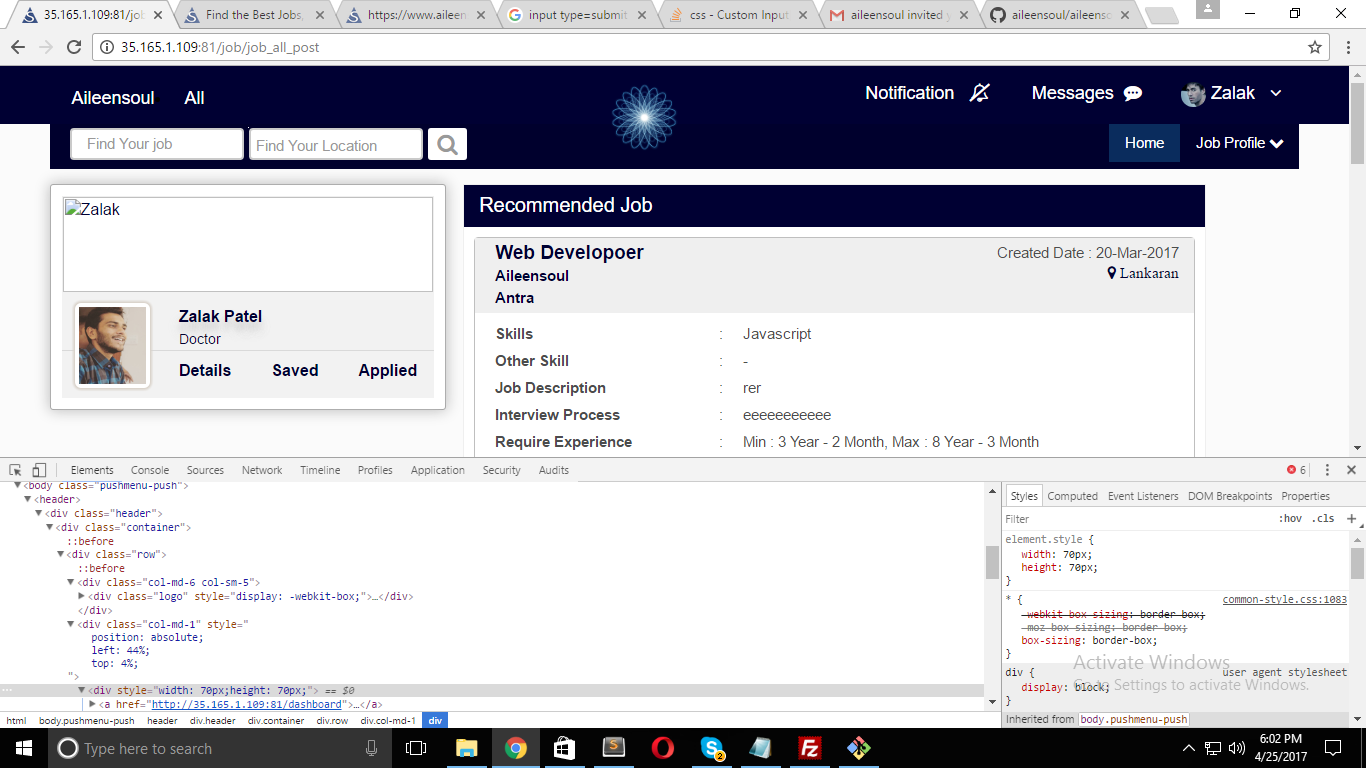 35.165.1.109:81/job/job_
Find the Best Jobs,
https://www.aileen
input type=submit
css - Custom Input
aileensoul invited y
aileensoul/aileenso
35.165.1.109:81/job/job_all_post
Aileensoul All
Notification Messages Zalak
Find Your job Find Your Location
Home Job Profile
Zalak
Zalak Patel
Doctor
Details Saved Applied
Recommended Job
Web Developoer Created Date : 20-Mar-2017
Aileensoul Lankaran
Antra
Skills : Javascript
Other Skill : -
Job Description : rer
Interview Process : eeeeeeeeeee
Require Experience : Min : 3 Year - 2 Month, Max : 8 Year - 3 Month
Elements Console Sources Network Timeline Profiles Application Security Audits 6
<body class="pushmenu-push">
<header>
<div class="header">
<div class="container">
::before
<div class="row">
::before
<div class="col-md-6 col-sm-5">
<div class="logo" style="display: -webkit-box;">…</div>
</div>
<div class="col-md-1" style="
position: absolute;
left: 44%;
top: 4%;
">
<div style="width: 70px;height: 70px;"> == $0
<a href="http://35.165.1.109:81/dashboard">…</a>
html body.pushmenu-push header div.header div.container div.row div.col-md-1 div
Styles Computed Event Listeners DOM Breakpoints Properties
Filter :hov .cls +
element.style {
width: 70px;
height: 70px;
}
* { common-style.css:1083
-webkit-box-sizing: border-box;
-moz-box-sizing: border-box;
box-sizing: border-box;
}
div { user agent stylesheet
display: block;
}
Inherited from body.pushmenu-push
Activate Windows
Go to Settings to activate Windows.
Type here to search
2
6:02 PM
4/25/2017